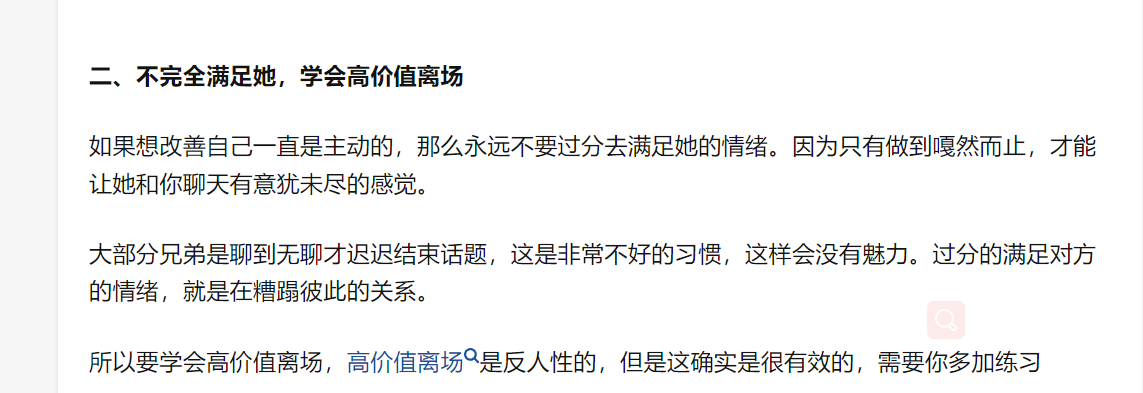 二、不完全满足她，学会高价值离场
如果想改善自己一直是主动的，那么永远不要过分去满足她的情绪。因为只有做到嘎然而止，才能
让她和你聊天有意犹未尽的感觉。
大部分兄弟是聊到无聊才迟迟结束话题，这是非常不好的习惯，这样会没有魅力。过分的满足对方
的情绪，就是在糟蹋彼此的关系。
所以要学会高价值离场，高价值离场是反人性的，但是这确实是很有效的，需要你多加练习